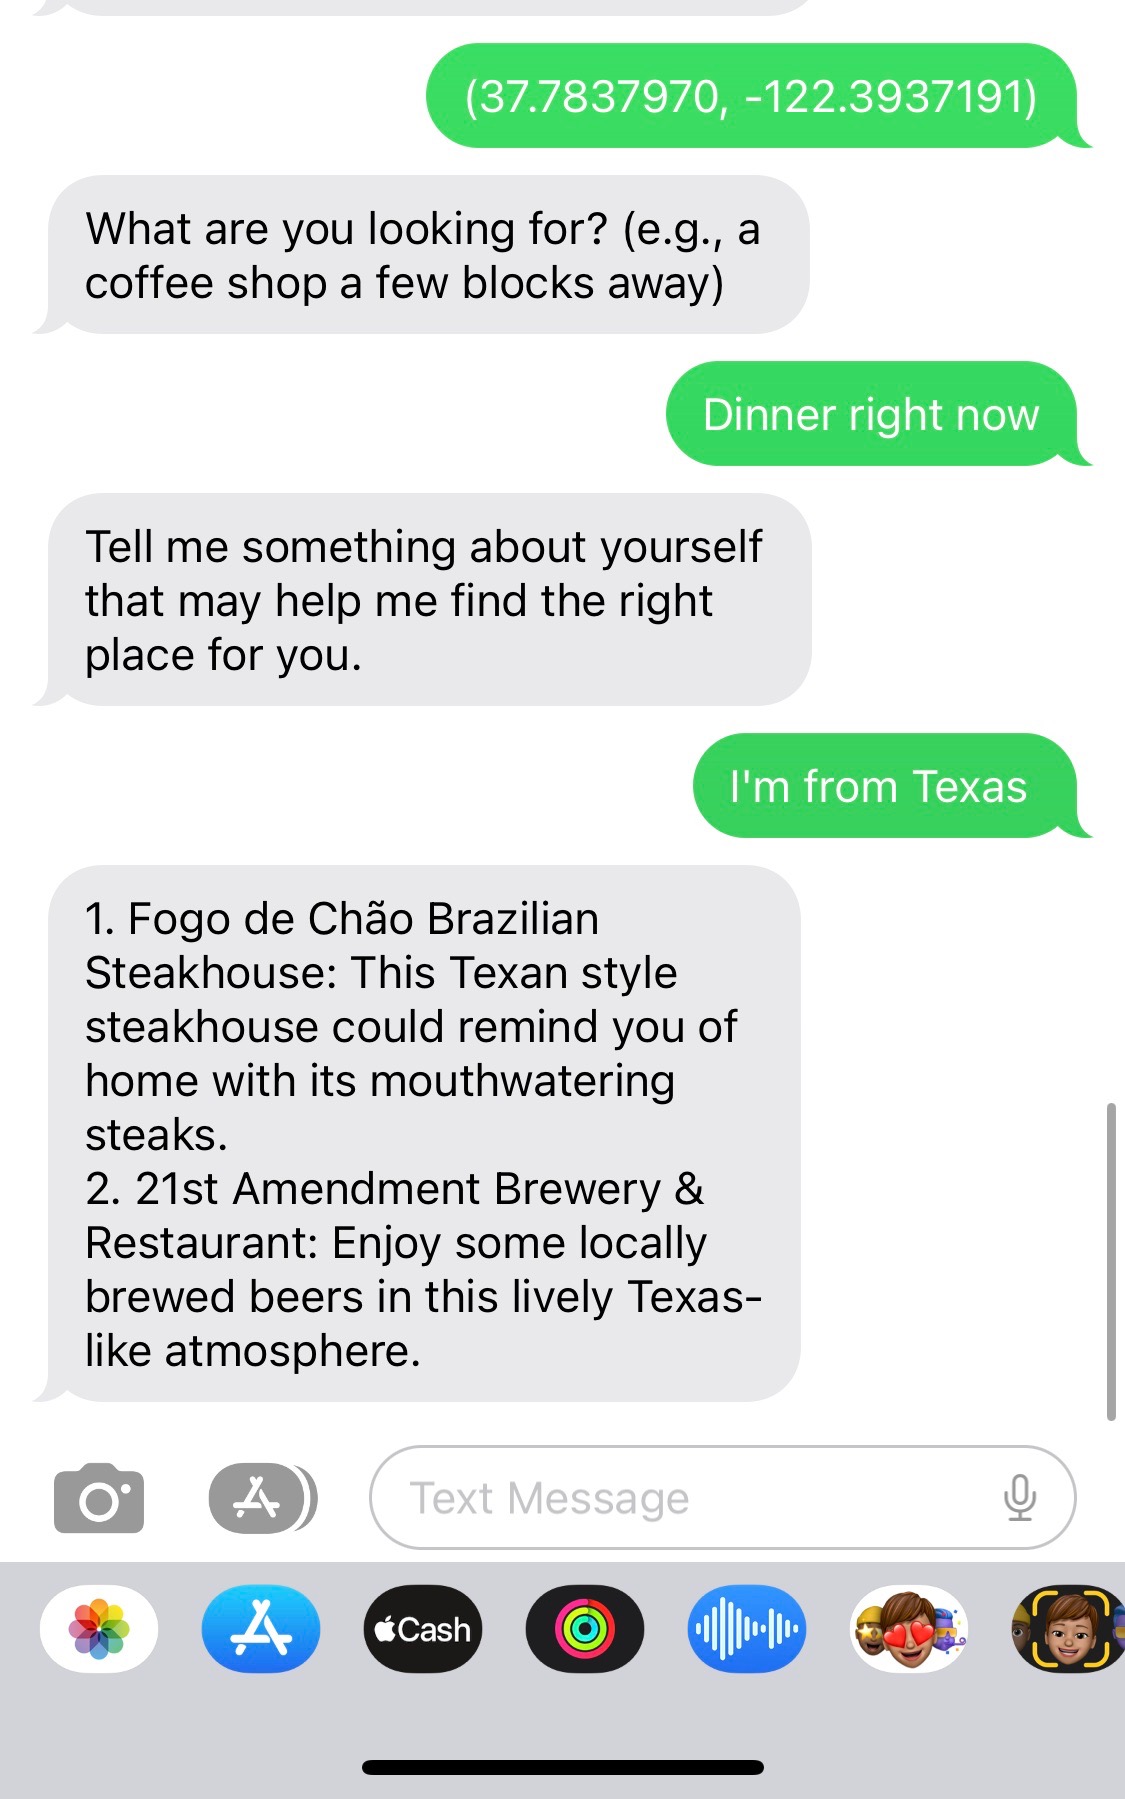 (37.7837970, -122.3937191)
What are you looking for? (e.g., a
coffee shop a few blocks away)
Dinner right now
Tell me something about yourself
that may help me find the right
place for you.
I'm from Texas
1. Fogo de Chão Brazilian
Steakhouse: This Texan style
steakhouse could remind you of
home with its mouthwatering
steaks.
2. 21st Amendment Brewery &
Restaurant: Enjoy some locally
brewed beers in this lively Texas-
like atmosphere.
Text Message
Cash